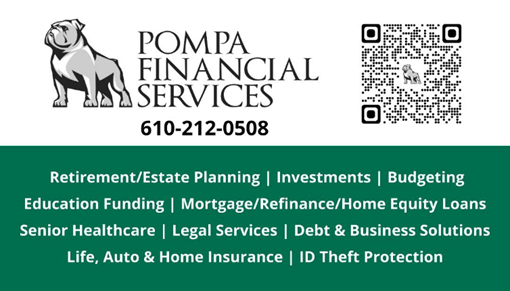 POMPA
FINANCIAL
SERVICES
610-212-0508
Retirement/Estate Planning | Investments | Budgeting
Education Funding | Mortgage/Refinance/Home Equity Loans
Senior Healthcare | Legal Services | Debt & Business Solutions
Life, Auto & Home Insurance | ID Theft Protection